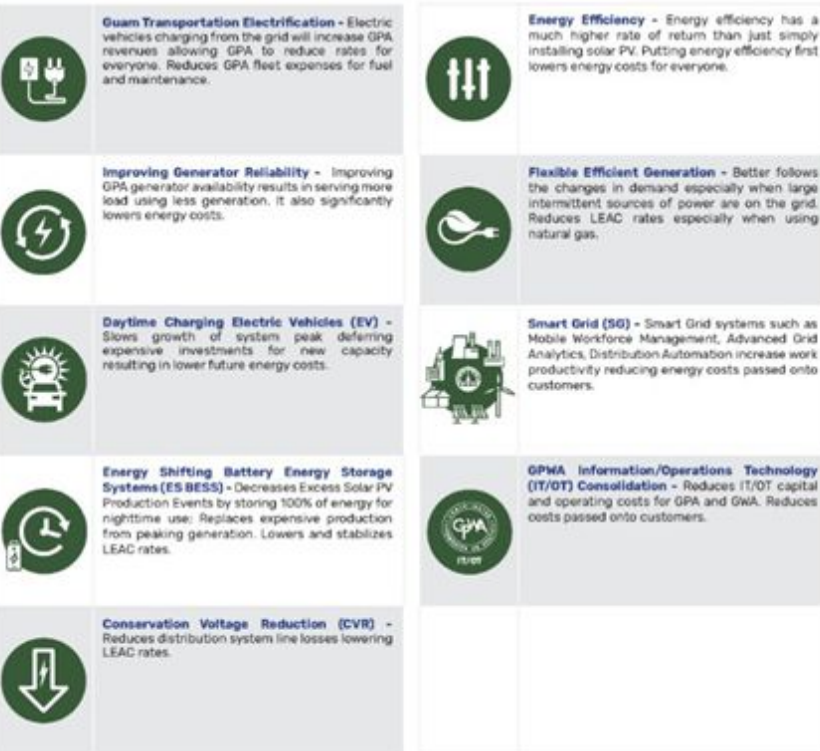 Guam Transportation Electrification - Electric
vehicles charging from the grid will increase GPA
revenues allowing GPA to reduce rates for
everyone. Reduces GPA fleet expenses for fuel
and maintenance.
Improving Generator Reliability - Improving
GPA generator availability results in serving more
load using less generation. It also significantly
lowers energy costs.
Daytime Charging Electric Vehicles (EV) -
Slows growth of system peak deferring
expensive investments for new capacity
resulting in lower future energy costs.
Energy Shifting Battery Energy Storage
Systems (ES BESS) - Decreases Excess Solar PV
Production Events by storing 100% of energy for
nighttime use; Replaces expensive production
from peaking generation. Lowers and stabilizes
LEAC rates.
Conservation Voltage Reduction (CVR) -
Reduces distribution system line losses lowering
LEAC rates.
Energy Efficiency - Energy efficiency has a
much higher rate of return than just simply
installing solar PV. Putting energy efficiency first
lowers energy costs for everyone.
Flexible Efficient Generation - Better follows
the changes in demand especially when large
intermittent sources of power are on the grid.
Reduces LEAC rates especially when using
natural gas.
Smart Grid (SG) - Smart Grid systems such as
Mobile Workforce Management, Advanced Grid
Analytics, Distribution Automation increase work
productivity reducing energy costs passed onto
customers.
GPWA Information/Operations Technology
(IT/OT) Consolidation - Reduces IT/OT capital
and operating costs for GPA and GWA. Reduces
costs passed onto customers.
GPWA
IT/OT